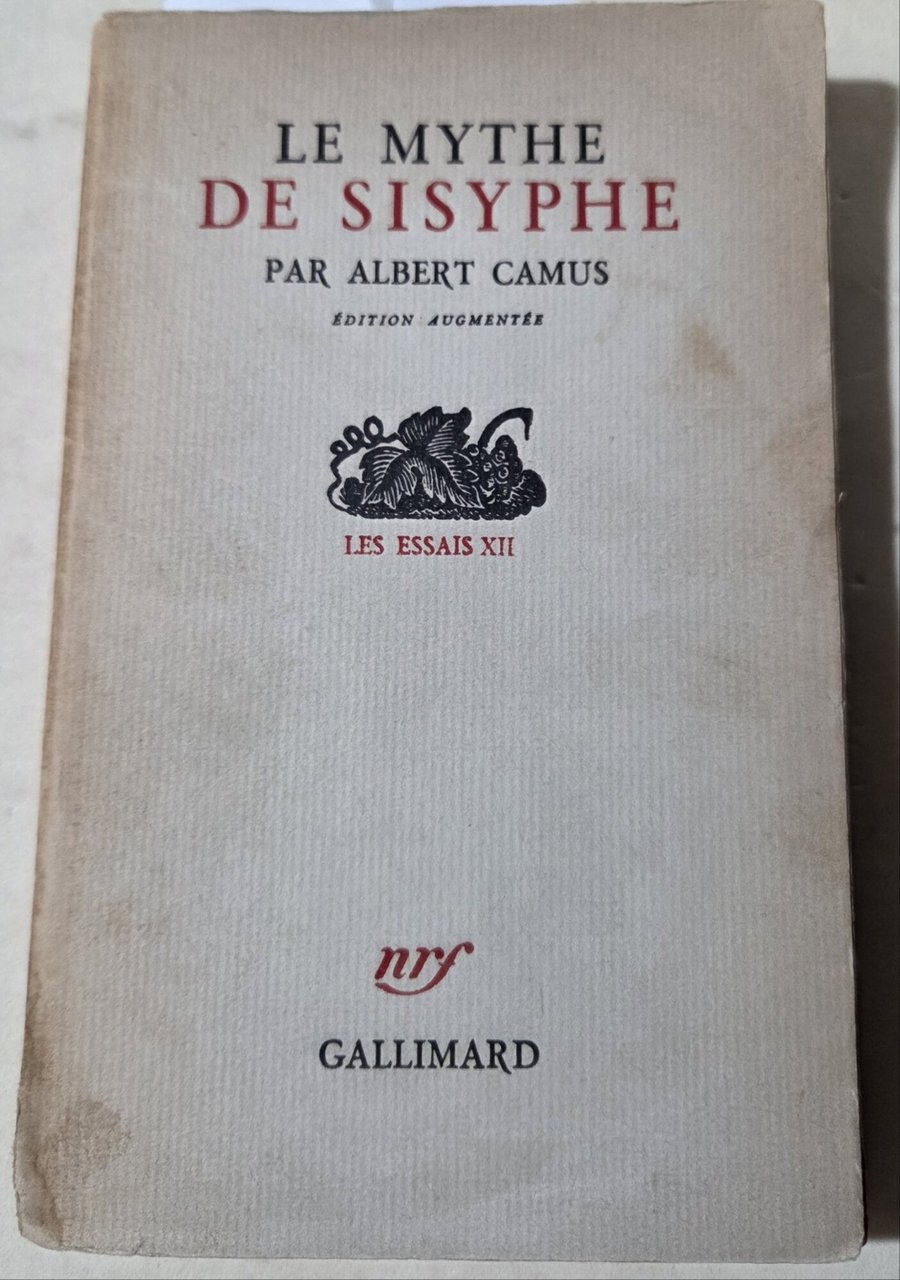 LE MYTHE
DE SISYPHE
PAR ALBERT CAMUS
ÉDITION AUGMENTÉE
LES ESSAIS XII
nrf
GALLIMARD